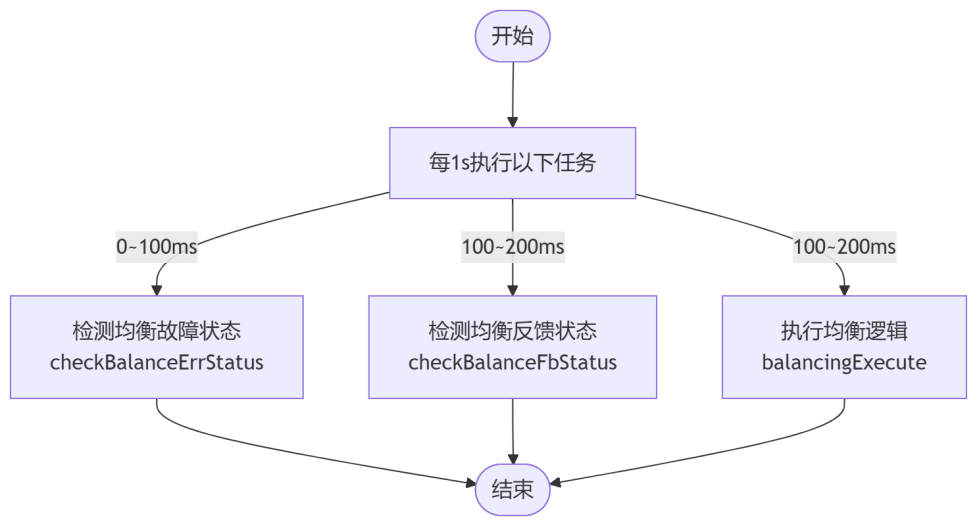 开始
每1s执行以下任务
0~100ms
100~200ms
100~200ms
检测均衡故障状态
checkBalanceErrStatus
检测均衡反馈状态
checkBalanceFbStatus
执行均衡逻辑
balancingExecute
结束